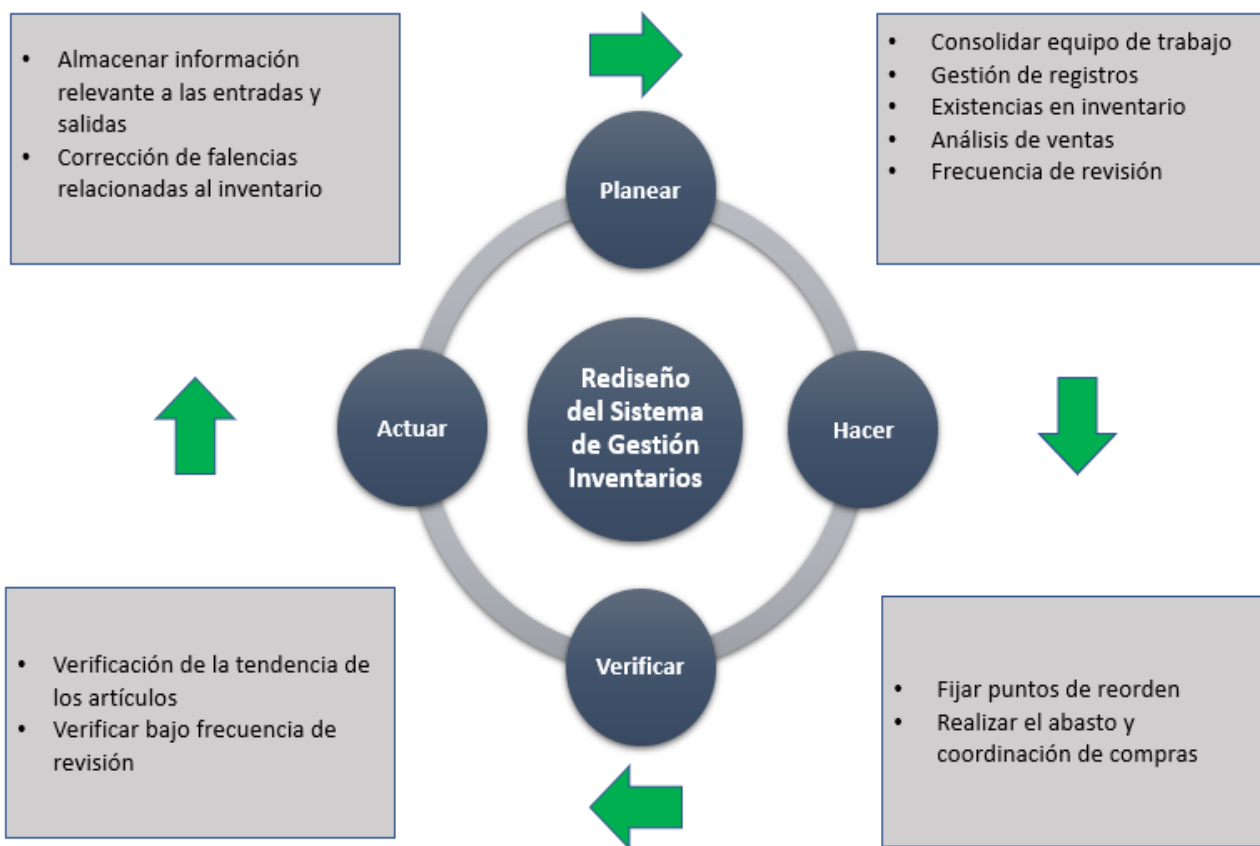 • Almacenar información
relevante a las entradas y
salidas
• Corrección de falencias
relacionadas al inventario
• Consolidar equipo de trabajo
• Gestión de registros
• Existencias en inventario
• Análisis de ventas
• Frecuencia de revisión
Planear
Actuar
Rediseño
del Sistema
de Gestión
Inventarios
Hacer
Verificar
• Verificación de la tendencia de
los artículos
• Verificar bajo frecuencia de
revisión
• Fijar puntos de reorden
• Realizar el abasto y
coordinación de compras